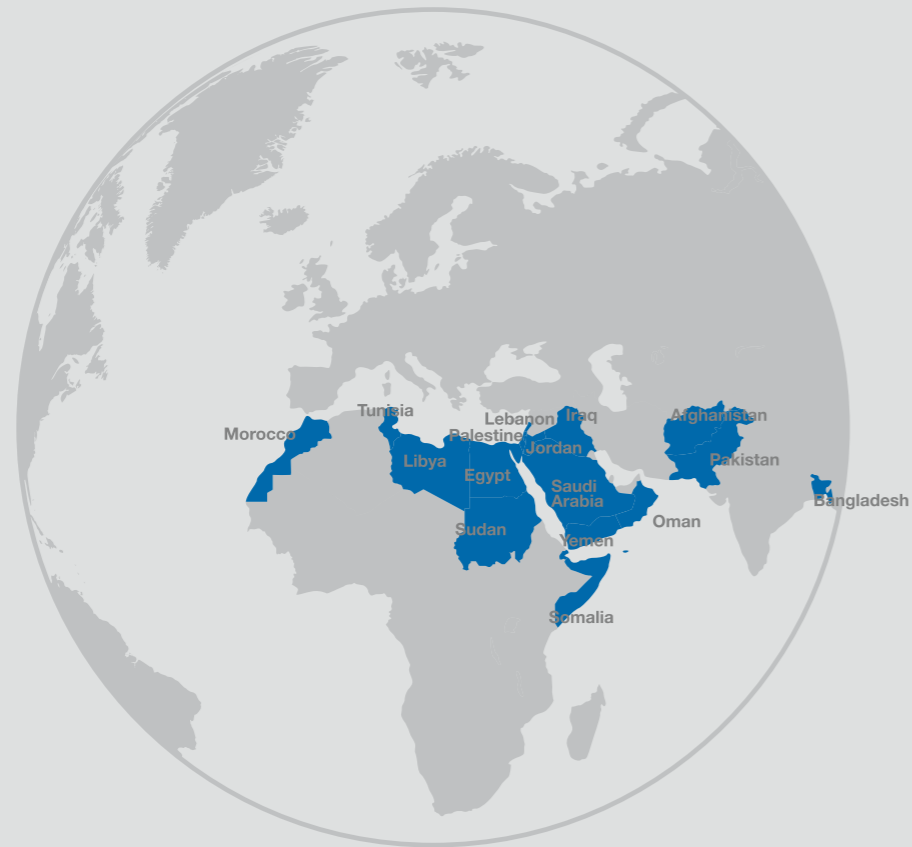 Tunisia
Morocco
Lebanon
Iraq
Afghanistan
Palestine
Jordan
Libya
Egypt
Pakistan
Saudi
Arabia
Bangladesh
Oman
Sudan
Yemen
Somalia